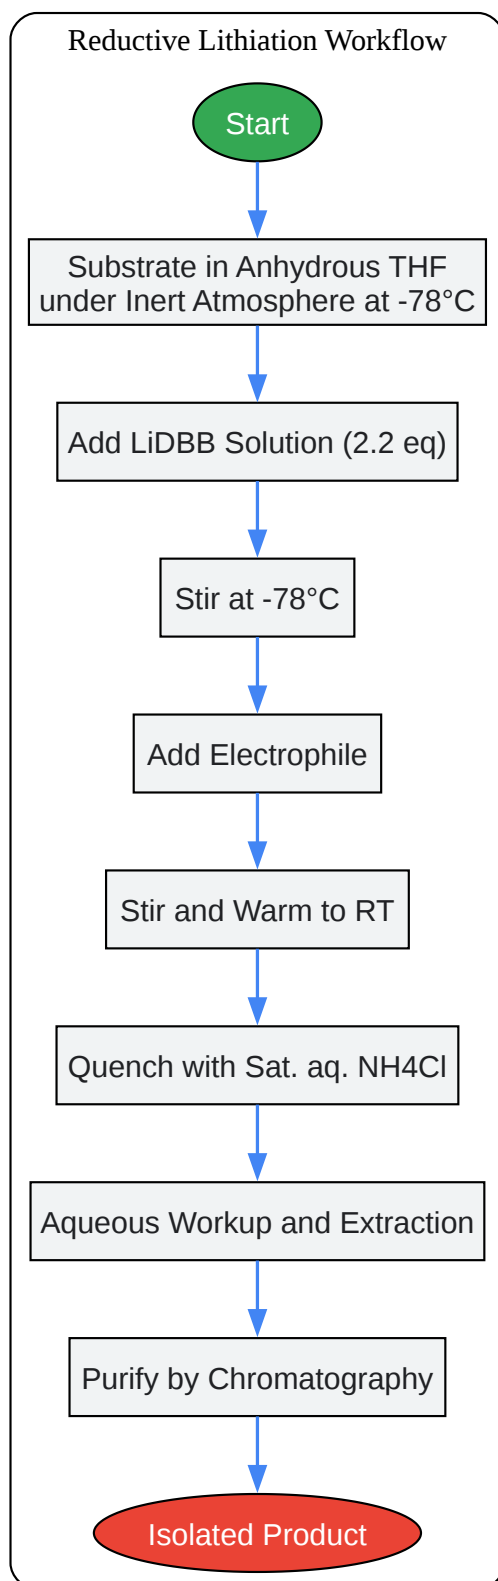 Reductive Lithiation Workflow
Start
Substrate in Anhydrous THF
under Inert Atmosphere at -78°C
Add LiDBB Solution (2.2 eq)
Stir at -78°C
Add Electrophile
Stir and Warm to RT
Quench with Sat. aq. NH4Cl
Aqueous Workup and Extraction
Purify by Chromatography
Isolated Product